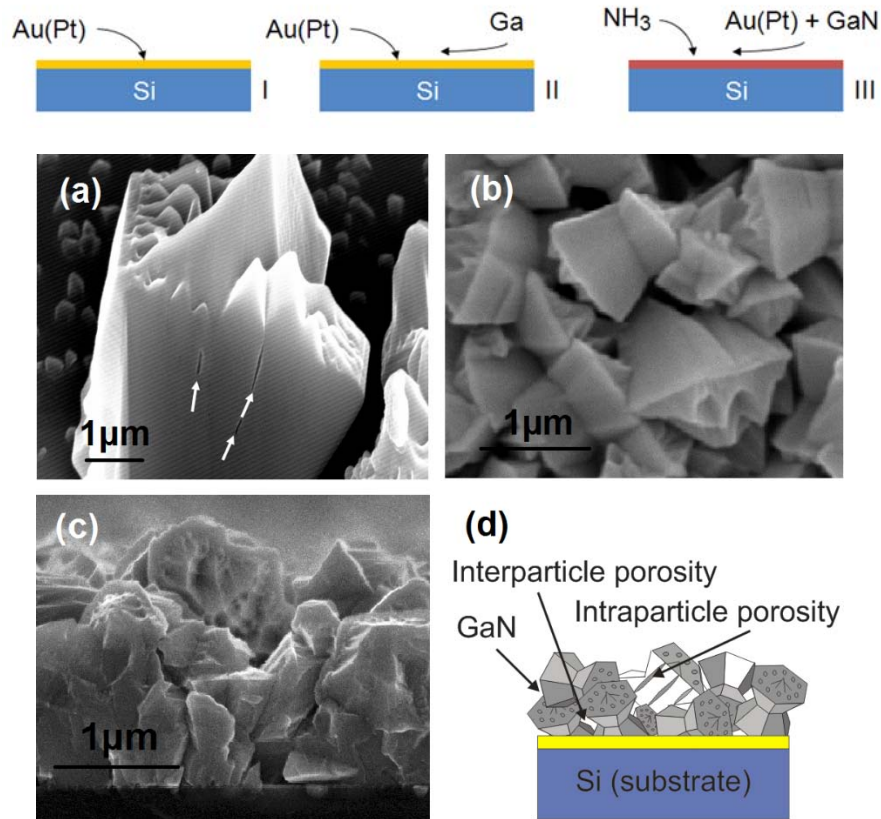 Au(Pt)
Si
I
Au(Pt)
Ga
Si
II
NH3
Au(Pt) + GaN
Si
III
(a)
1µm
(b)
1µm
(c)
1µm
(d)
Interparticle porosity
Intraparticle porosity
GaN
Si (substrate)